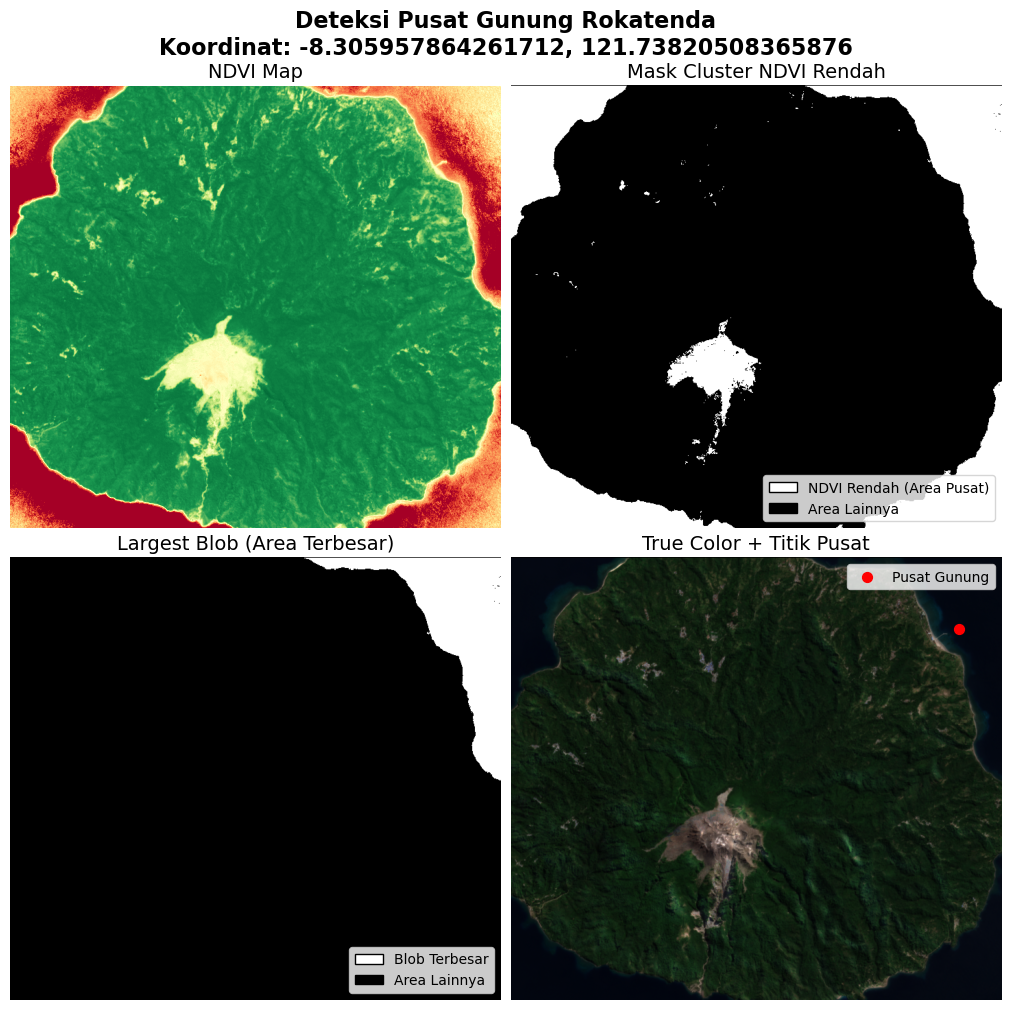 Deteksi Pusat Gunung Rokatenda
Koordinat: -8.305957864261712, 121.73820508365876
NDVI Map
Mask Cluster NDVI Rendah
NDVI Rendah (Area Pusat)
Area Lainnya
Largest Blob (Area Terbesar)
True Color + Titik Pusat
Blob Terbesar
Area Lainnya
Pusat Gunung